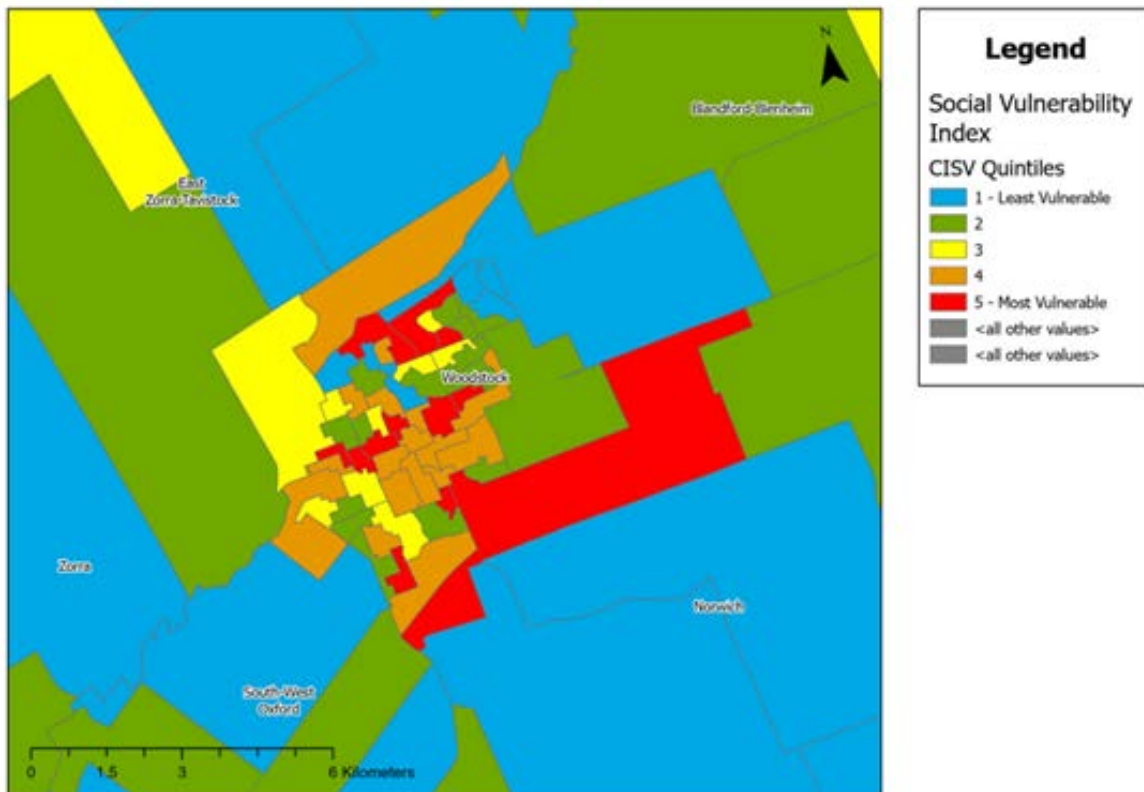 N
Blandford-Blenheim
East
Zorra-Tavistock
Woodstock
Zorra
Norwich
South-West
Oxford
0 1.5 3 6 Kilometers
Legend
Social Vulnerability
Index
CISV Quintiles
1 - Least Vulnerable
2
3
4
5 - Most Vulnerable
<all other values>
<all other values>